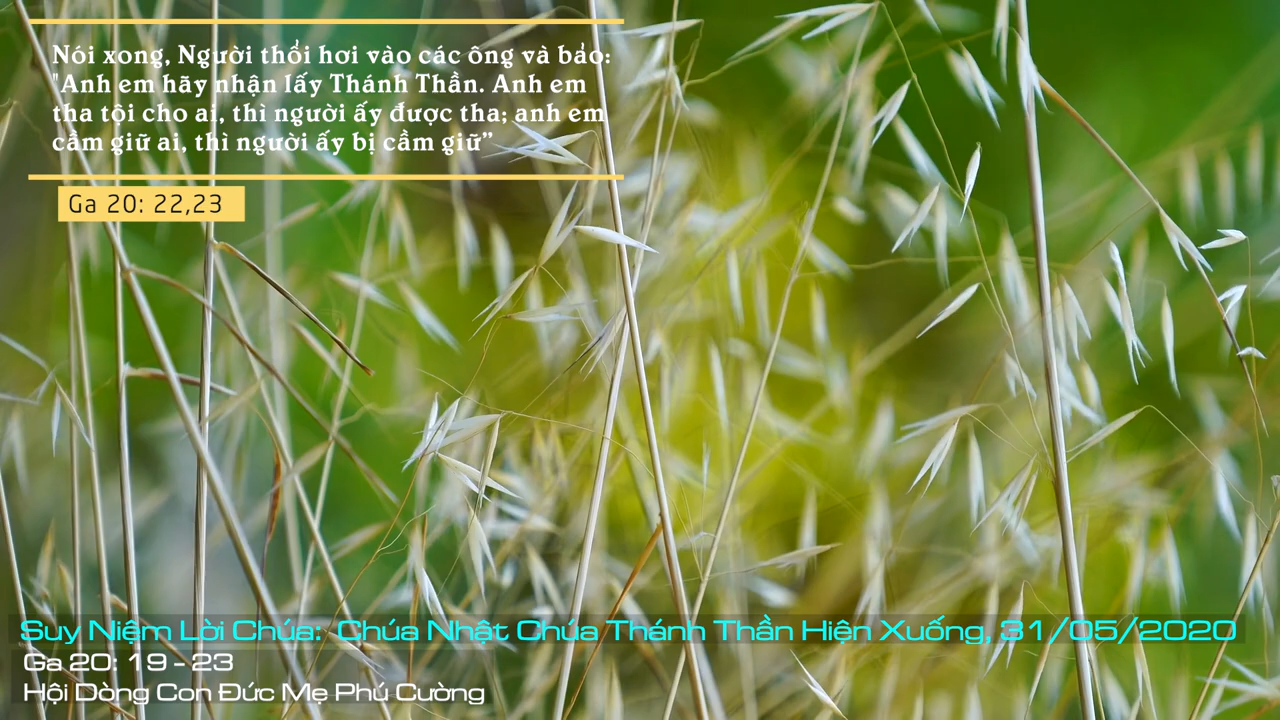 Nói xong, Người thổi hơi vào các ông và bảo:
"Anh em hãy nhận lấy Thánh Thần. Anh em
tha tội cho ai, thì người ấy được tha; anh em
cầm giữ ai, thì người ấy bị cầm giữ”
Ga 20: 22,23
Suy Niệm Lời Chúa: Chúa Nhật Chúa Thánh Thần Hiện Xuống, 31/05/2020
Ga 20: 19 - 23
Hội Dòng Con Đức Mẹ Phú Cường